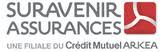 SURAVENIR
ASSURANCES
UNE FILIALE DU Crédit Mutuel ARKEA